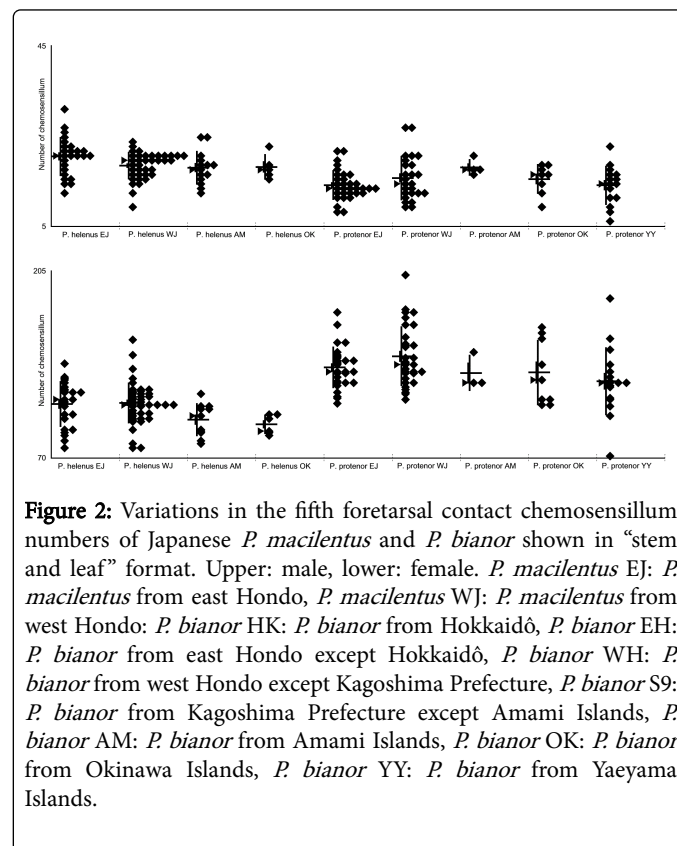 45
Number of chemosensillum
5
P. helenus EJ P. helenus WJ P. helenus AM P. helenus OK P. protenor EJ P. protenor WJ P. protenor AM P. protenor OK P. protenor YY
205
Number of chemosensillum
70
P. helenus EJ P. helenus WJ P. helenus AM P. helenus OK P. protenor EJ P. protenor WJ P. protenor AM P. protenor OK P. protenor YY
Figure 2: Variations in the fifth foretarsal contact chemosensillum
numbers of Japanese P. macilentus and P. bianor shown in “stem
and leaf” format. Upper: male, lower: female. P. macilentus EJ: P.
macilentus from east Hondo, P. macilentus WJ: P. macilentus from
west Hondo: P. bianor HK: P. bianor from Hokkaidô, P. bianor EH:
P. bianor from east Hondo except Hokkaidô, P. bianor WH: P.
bianor from west Hondo except Kagoshima Prefecture, P. bianor S9:
P. bianor from Kagoshima Prefecture except Amami Islands, P.
bianor AM: P. bianor from Amami Islands, P. bianor OK: P. bianor
from Okinawa Islands, P. bianor YY: P. bianor from Yaeyama
Islands.